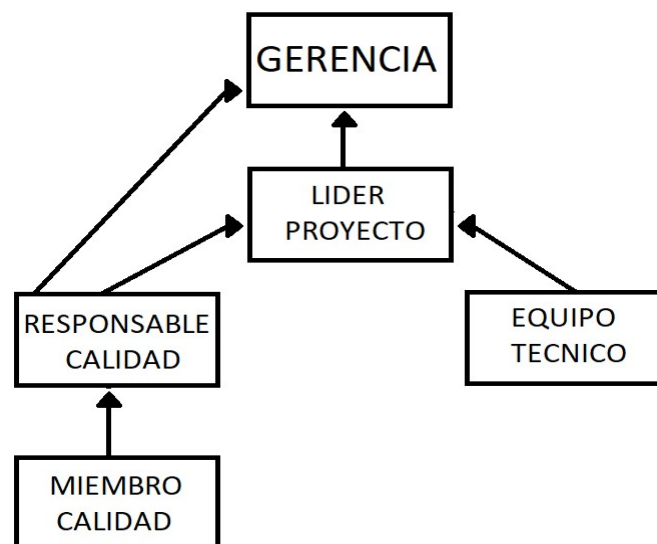 GERENCIA
LIDER
PROYECTO
RESPONSABLE
CALIDAD
EQUIPO
TECNICO
MIEMBRO
CALIDAD